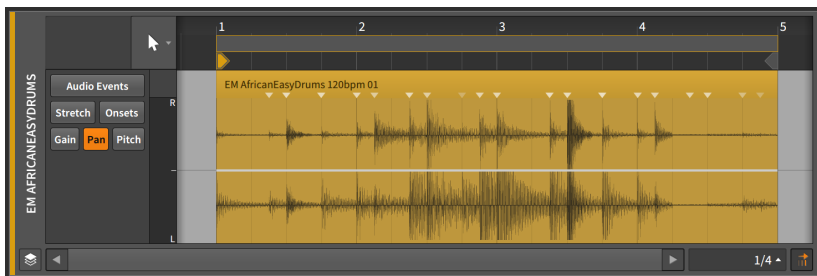 1 2 3 4 5
EM AFRICANEASYDRUMS
EM AfricanEasyDrums 120bpm 01
Audio Events
Stretch Onsets
Gain Pan Pitch
R
L
1/4